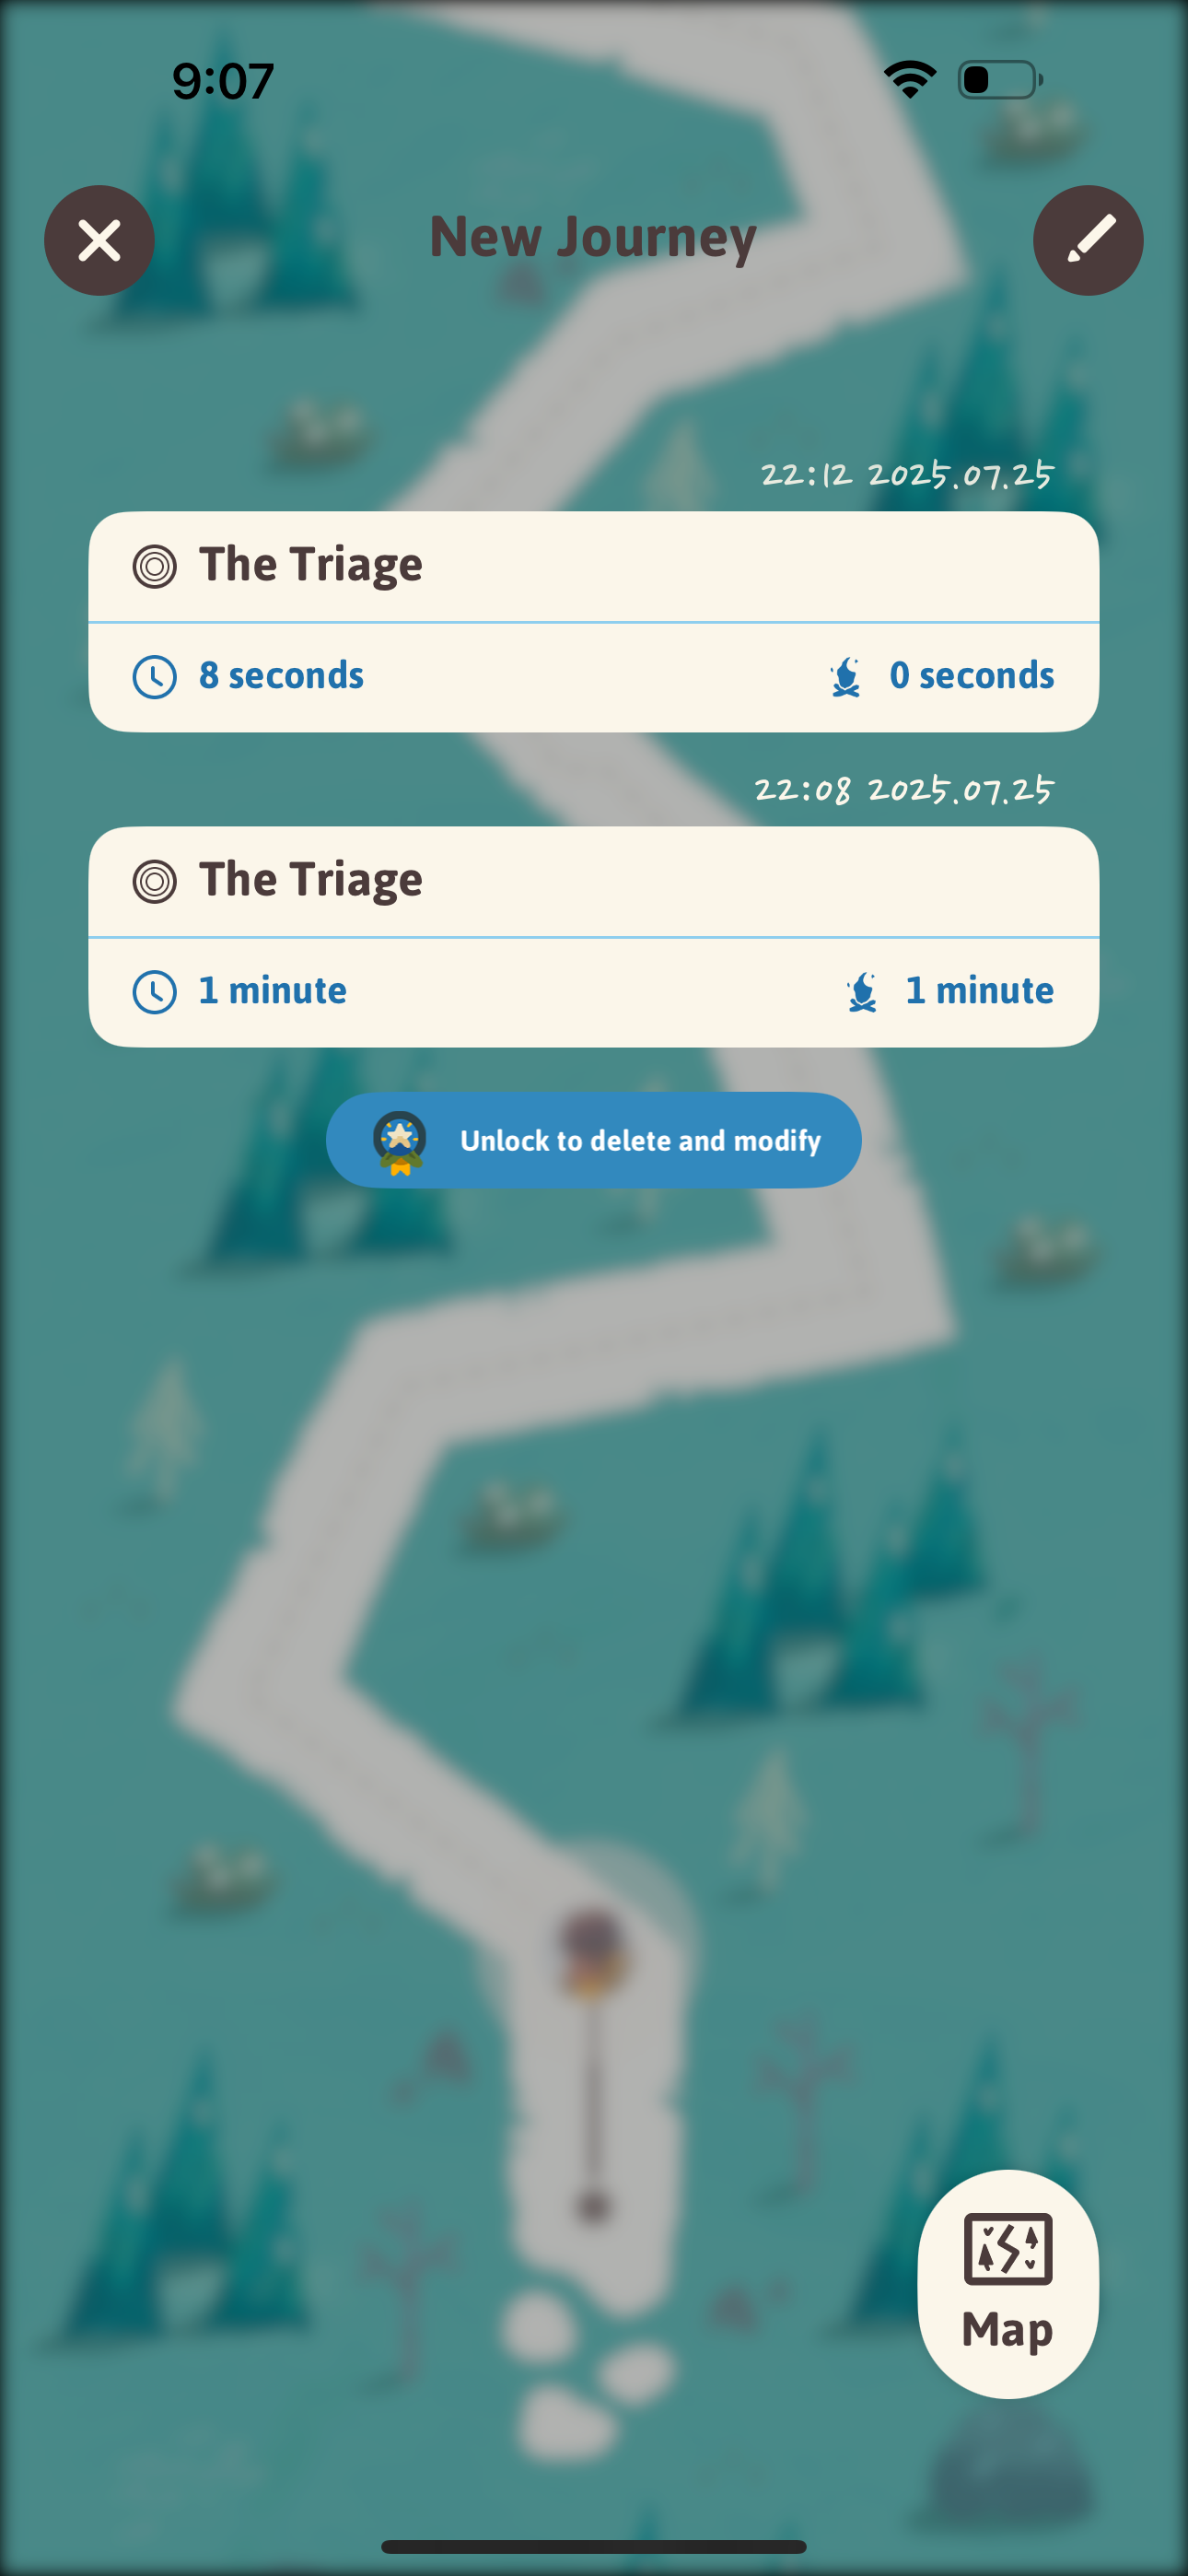 9:07
New Journey
22:12 2025.07.25
The Triage
8 seconds 0 seconds
22:08 2025.07.25
The Triage
1 minute 1 minute
Unlock to delete and modify
Map